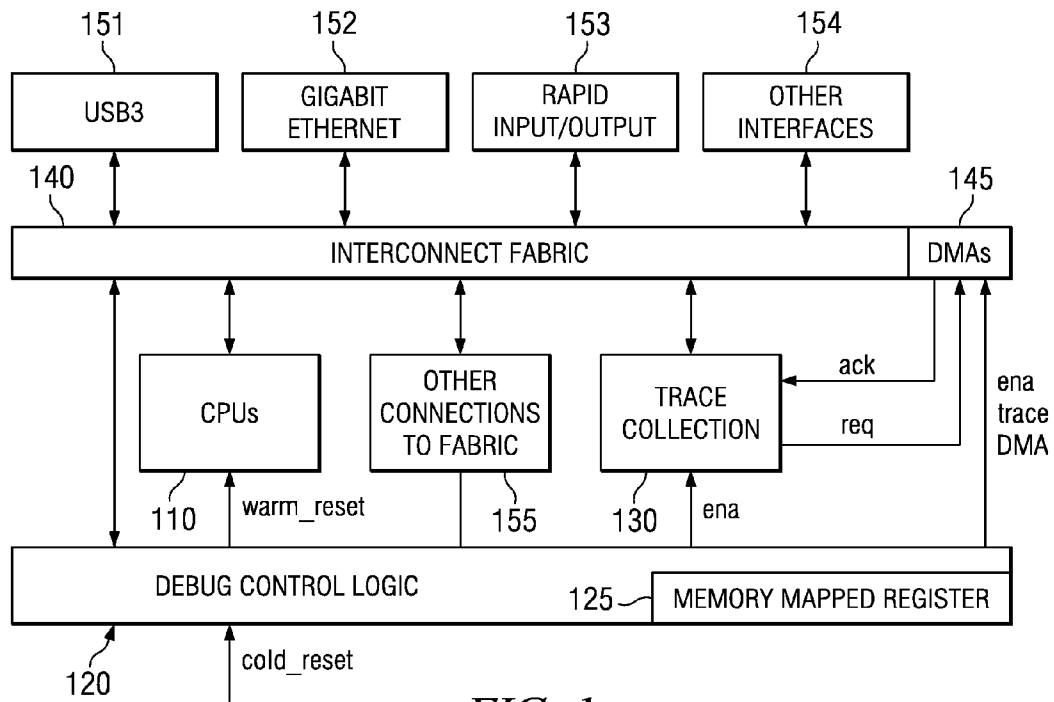 151
152
153
154
USB3
GIGABIT
ETHERNET
RAPID
INPUT/OUTPUT
OTHER
INTERFACES
140
145
INTERCONNECT FABRIC
DMAs
CPUs
OTHER
CONNECTIONS
TO FABRIC
TRACE
COLLECTION
ack
req
ena
trace
DMA
110
warm_reset
155
130
ena
DEBUG CONTROL LOGIC
125
MEMORY MAPPED REGISTER
120
cold_reset